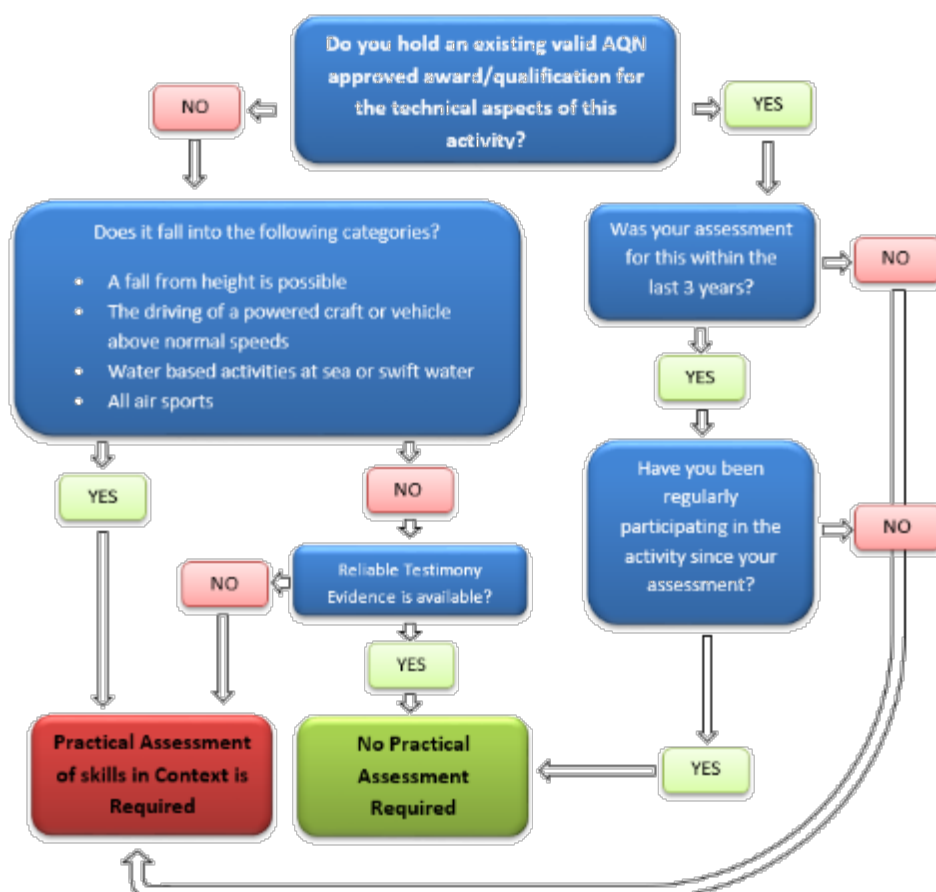 Do you hold an existing valid AQN
approved award/qualification for
the technical aspects of this
activity?
NO
YES
Does it fall into the following categories?
• A fall from height is possible
• The driving of a powered craft or vehicle
above normal speeds
• Water based activities at sea or swift water
• All air sports
Was your assessment
for this within the
last 3 years?
NO
YES
YES
NO
Have you been
regularly
participating in the
activity since your
assessment?
NO
Reliable Testimony
Evidence is available?
NO
YES
Practical Assessment
of skills in Context is
Required
No Practical
Assessment
Required
YES